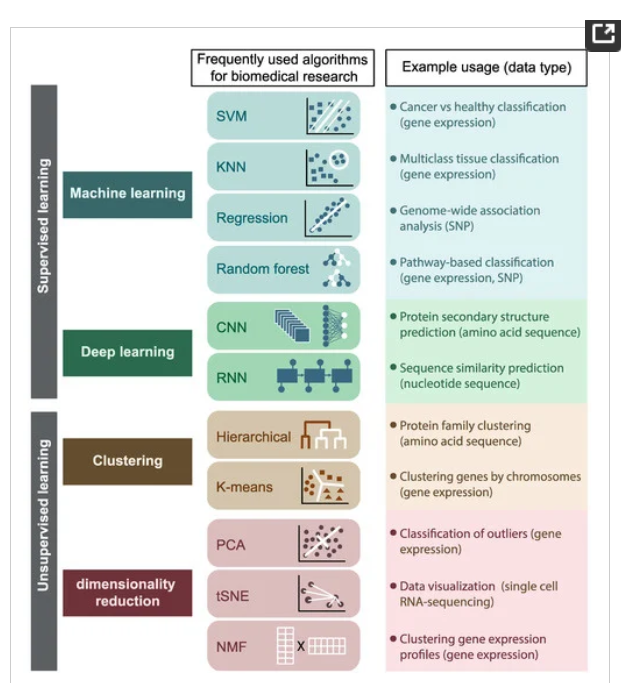 Frequently used algorithms
for biomedical research
Example usage (data type)
Supervised learning
Machine learning
SVM
● Cancer vs healthy classification
(gene expression)
KNN
● Multiclass tissue classification
(gene expression)
Regression
● Genome-wide association
analysis (SNP)
Random forest
● Pathway-based classification
(gene expression, SNP)
Deep learning
CNN
● Protein secondary structure
prediction (amino acid sequence)
RNN
● Sequence similarity prediction
(nucleotide sequence)
Unsupervised learning
Clustering
Hierarchical
● Protein family clustering
(amino acid sequence)
K-means
● Clustering genes by chromosomes
(gene expression)
dimensionality
reduction
PCA
● Classification of outliers (gene
expression)
tSNE
● Data visualization (single cell
RNA-sequencing)
NMF
X
● Clustering gene expression
profiles (gene expression)